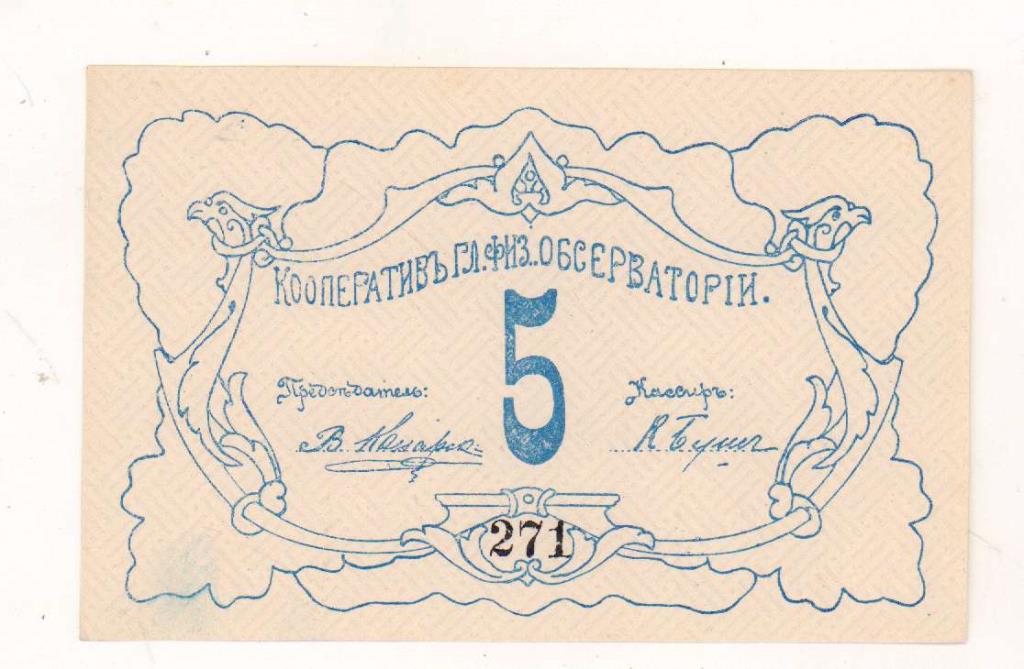 КООПЕРАТИВЪ ГЛ. ФИЗ. ОБСЕРВАТОРІИ.
5
Предсѣдатель: Кассиръ:
В.
271